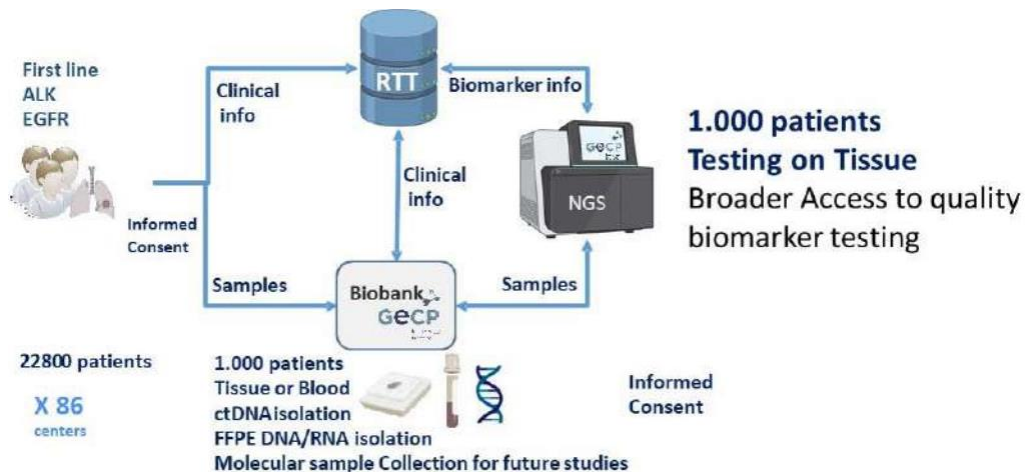 First line
ALK
EGFR
Clinical
info
RTT
Biomarker info
Clinical
Info
GeCP
NGS
1.000 patients
Testing on Tissue
Broader Access to quality
biomarker testing
Informed
Consent
Samples
Biobank
GeCP
Samples
22800 patients
X 86
centers
1.000 patients
Tissue or Blood
ctDNA isolation
FFPE DNA/RNA isolation
Molecular sample Collection for future studies
Informed
Consent